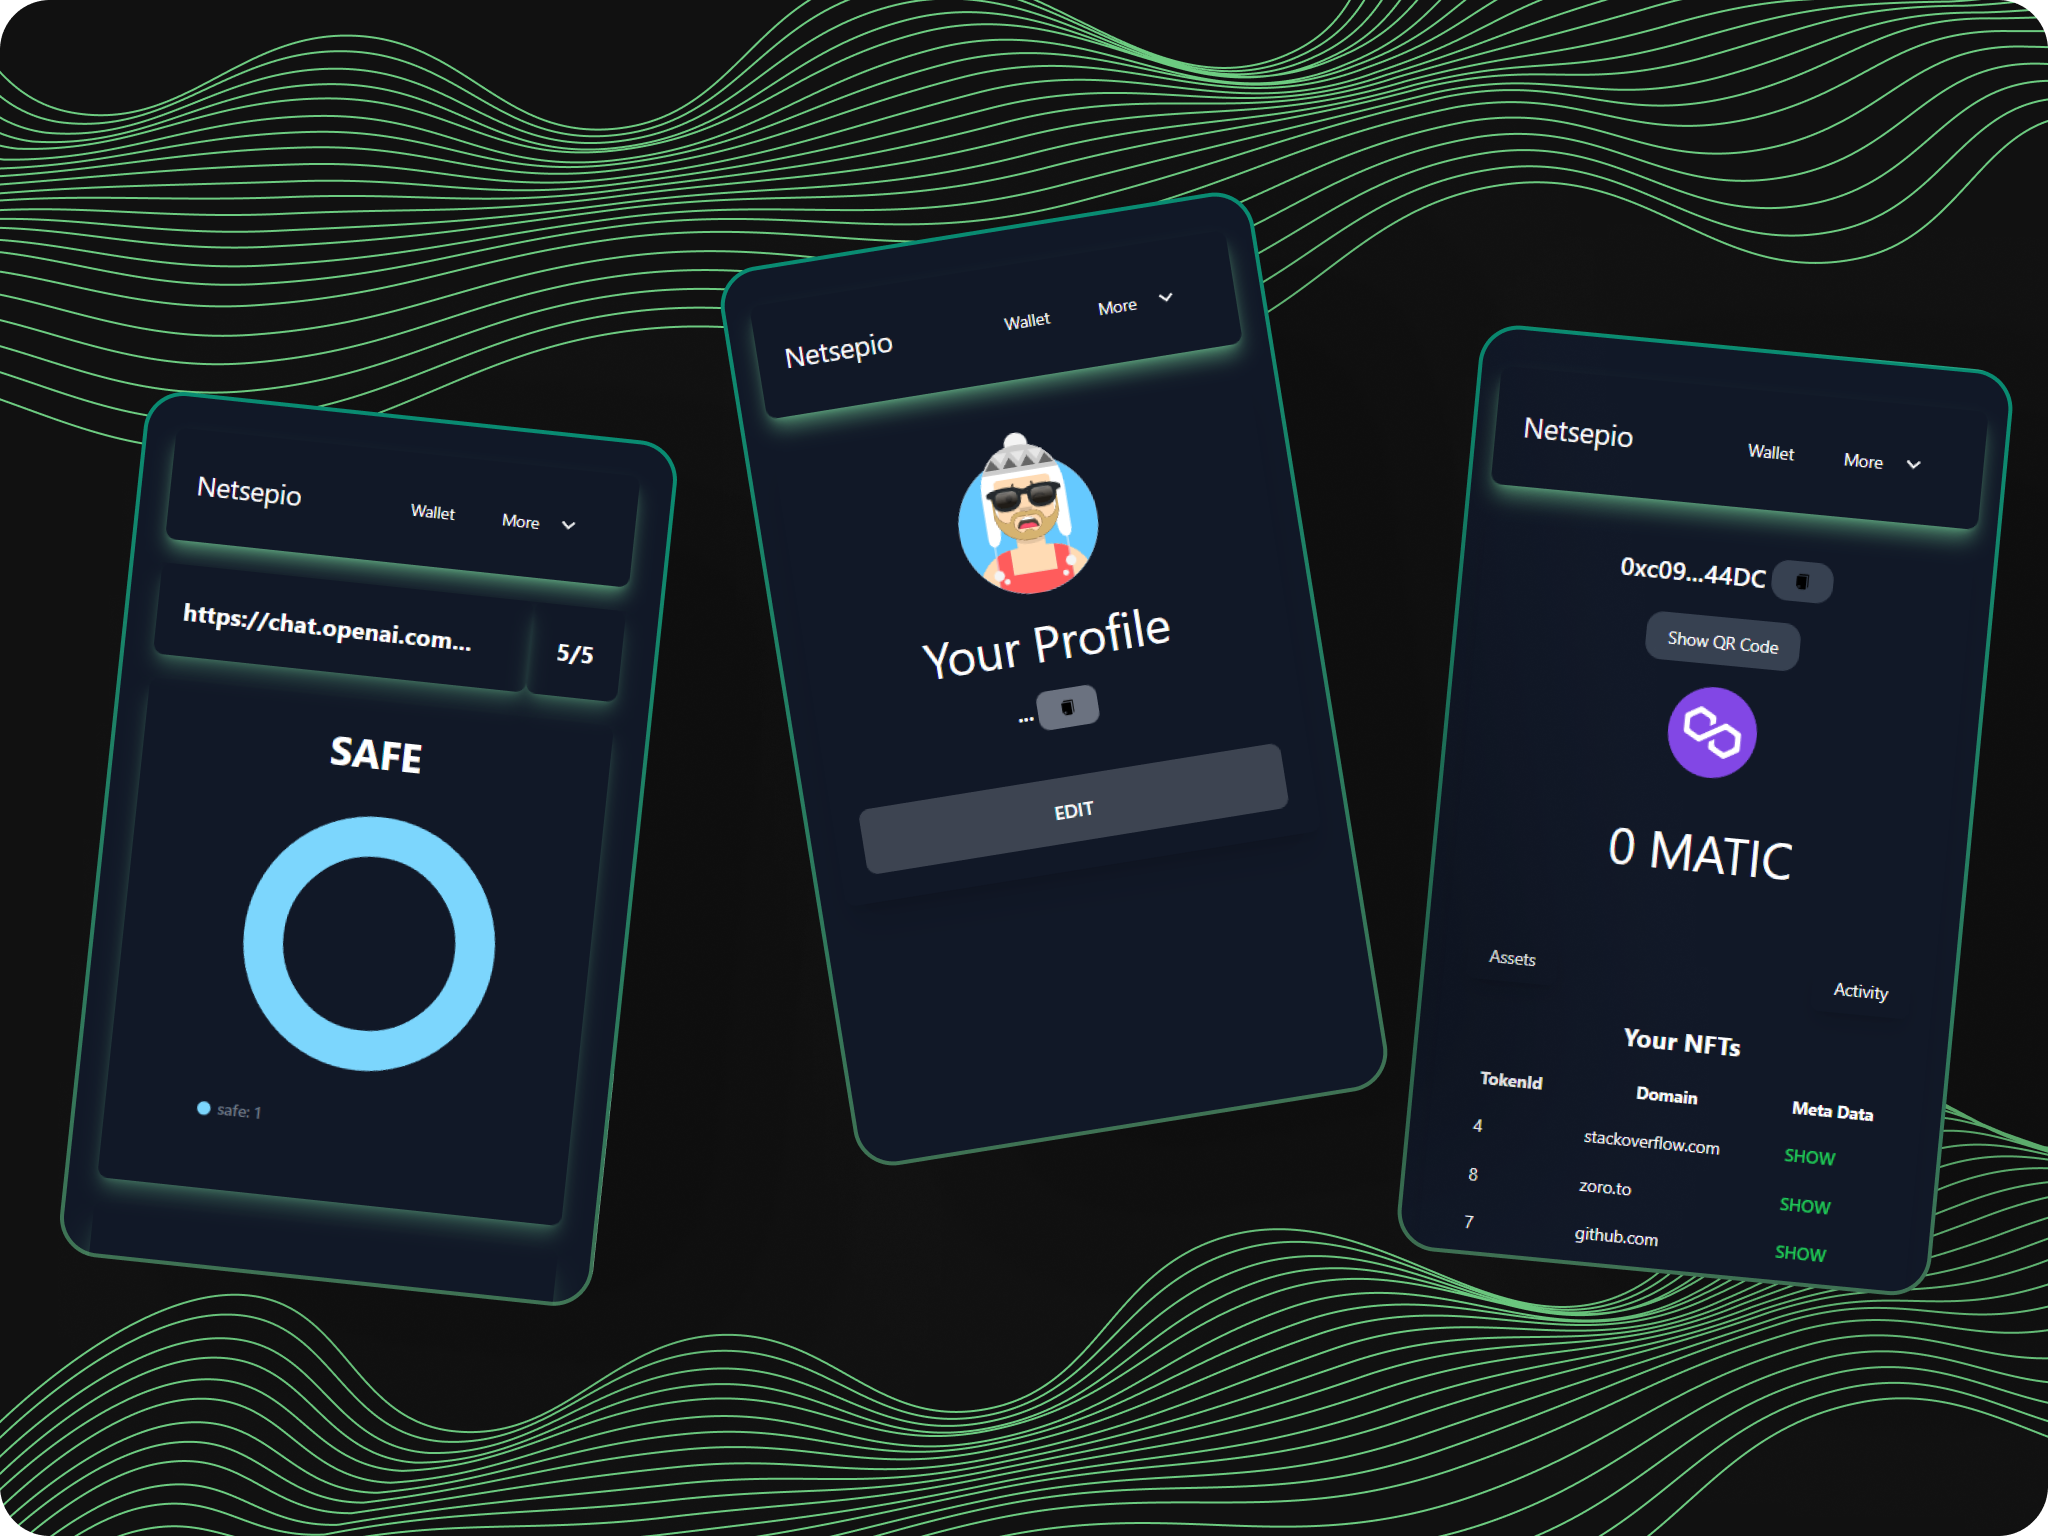 Netsepio Wallet More
https://chat.openai.com... 5/5
SAFE
safe: 1
Netsepio Wallet More
Your Profile
...
EDIT
Netsepio Wallet More
0xc09...44DC
Show QR Code
0 MATIC
Assets Activity
Your NFTs
TokenId Domain Meta Data
4 stackoverflow.com SHOW
8 zoro.to SHOW
7 github.com SHOW